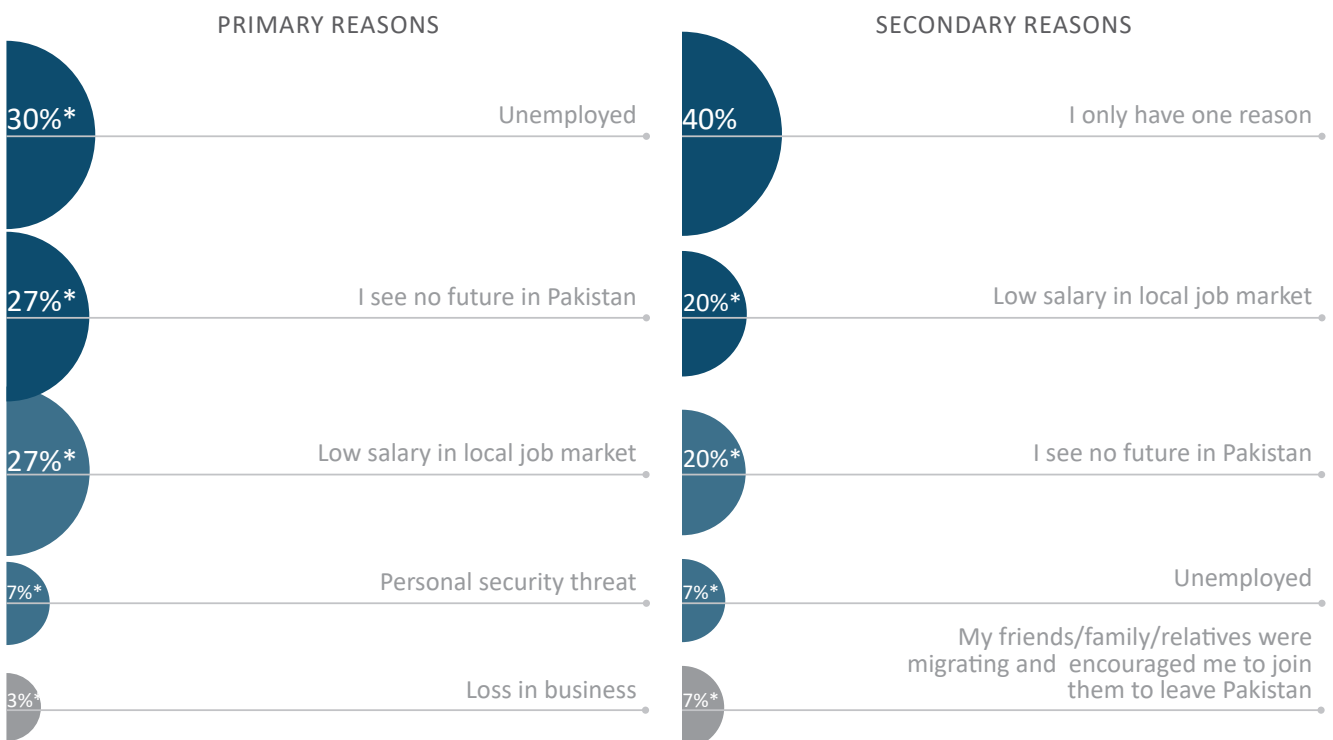 PRIMARY REASONS
30%*
Unemployed
27%*
I see no future in Pakistan
27%*
Low salary in local job market
7%*
Personal security threat
3%*
Loss in business
SECONDARY REASONS
40%
I only have one reason
20%*
Low salary in local job market
20%*
I see no future in Pakistan
7%*
Unemployed
7%*
My friends/family/relatives were
migrating and  encouraged me to join
them to leave Pakistan